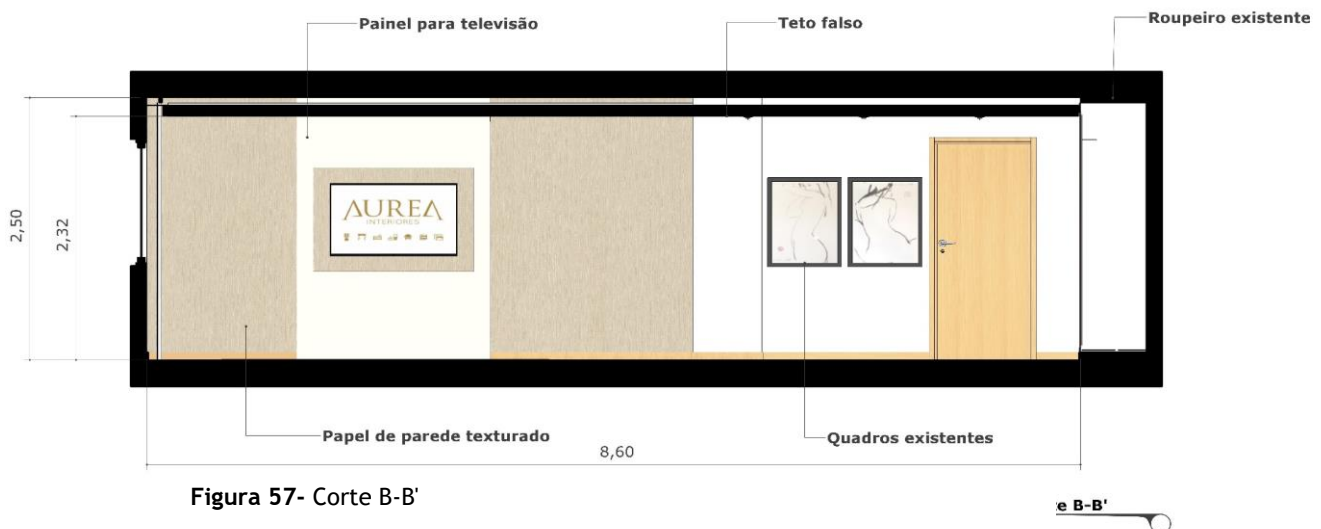 Painel para televisão
Teto falso
Roupeiro existente
2,50
2,32
AUREA
INTERIORES
Papel de parede texturado
Quadros existentes
8,60
Figura 57- Corte B-B'
e B-B'